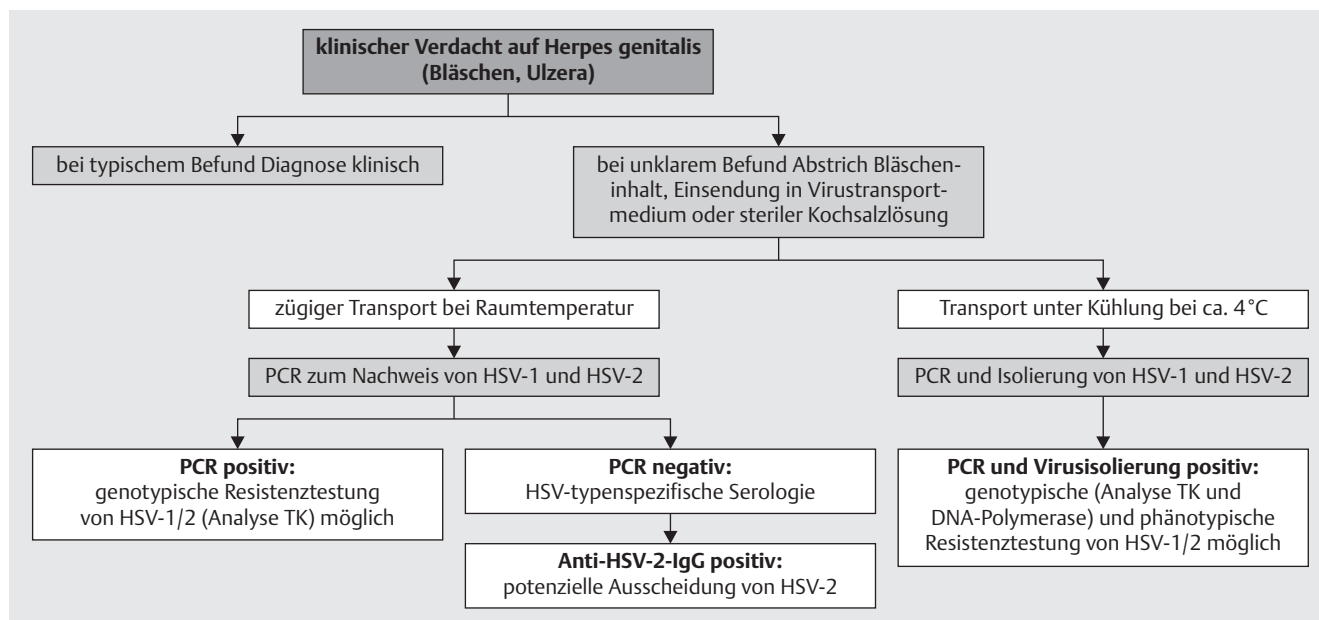 klinischer Verdacht auf Herpes genitalis
(Bläschen, Ulzera)
bei typischem Befund Diagnose klinisch
bei unklarem Befund Abstrich Bläschen-
inhalt, Einsendung in Virustransport-
medium oder steriler Kochsalzlösung
zügiger Transport bei Raumtemperatur
Transport unter Kühlung bei ca. 4°C
PCR zum Nachweis von HSV-1 und HSV-2
PCR und Isolierung von HSV-1 und HSV-2
PCR positiv:
genotypische Resistenztestung
von HSV-1/2 (Analyse TK) möglich
PCR negativ:
HSV-typenspezifische Serologie
PCR und Virusisolierung positiv:
genotypische (Analyse TK und
DNA-Polymerase) und phänotypische
Resistenztestung von HSV-1/2 möglich
Anti-HSV-2-IgG positiv:
potenzielle Ausscheidung von HSV-2